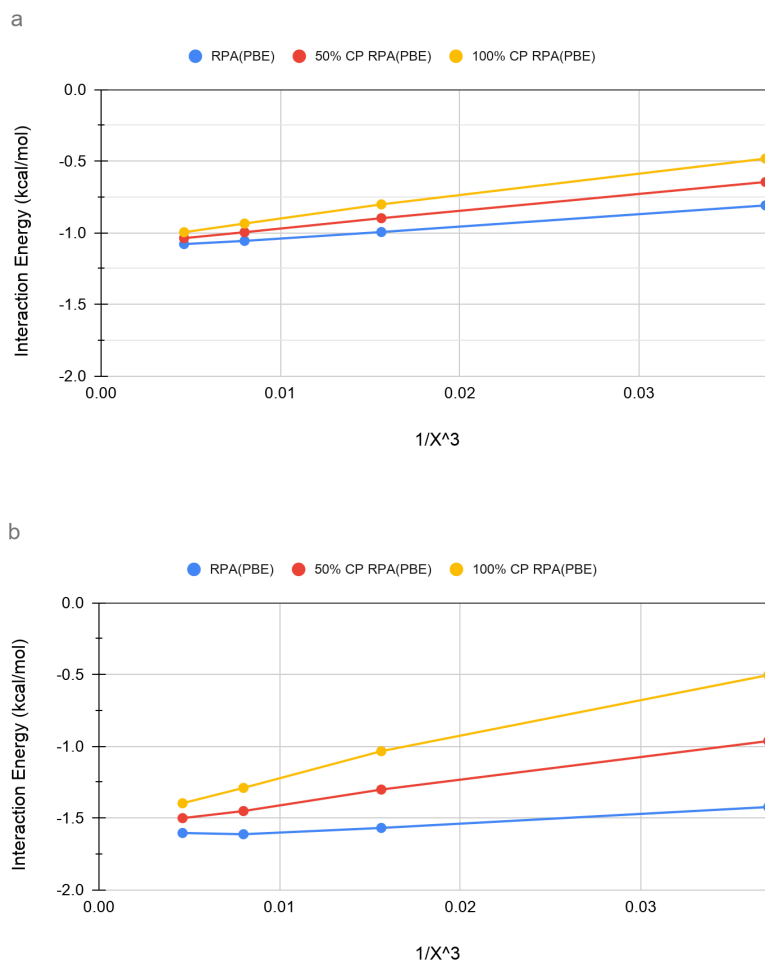 a
RPA(PBE) 50% CP RPA(PBE) 100% CP RPA(PBE)
0.0
-0.5
-1.0
-1.5
-2.0
Interaction Energy (kcal/mol)
0.00 0.01 0.02 0.03
1/X^3
b
RPA(PBE) 50% CP RPA(PBE) 100% CP RPA(PBE)
0.0
-0.5
-1.0
-1.5
-2.0
Interaction Energy (kcal/mol)
0.00 0.01 0.02 0.03
1/X^3